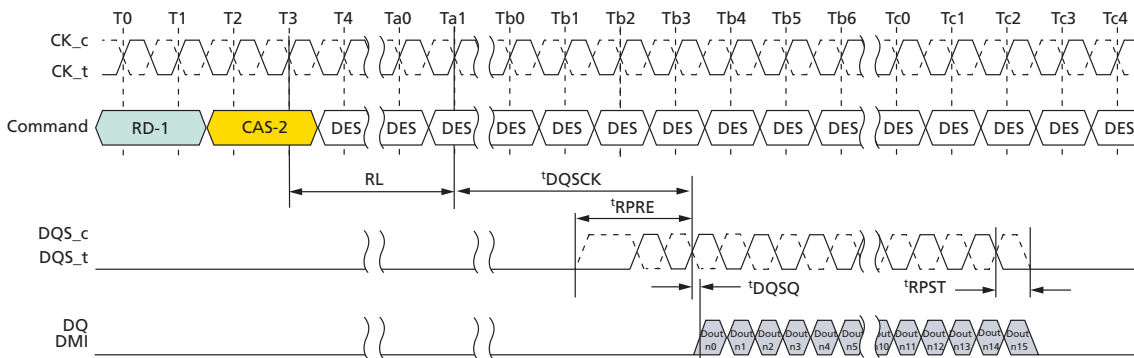 T0 T1 T2 T3 T4 Ta0 Ta1 Tb0 Tb1 Tb2 Tb3 Tb4 Tb5 Tb6 Tc0 Tc1 Tc2 Tc3 Tc4
CK_c
CK_t
Command RD-1 CAS-2 DES DES DES DES DES DES DES DES DES DES DES DES DES DES DES
RL tDQSCK
tRPRE
DQS_c
DQS_t
tDQSQ tRPST
DQ
DMI
Dout n0 Dout n1 Dout n2 Dout n3 Dout n4 Dout n5 Dout n10 Dout n11 Dout n12 Dout n13 Dout n14 Dout n15